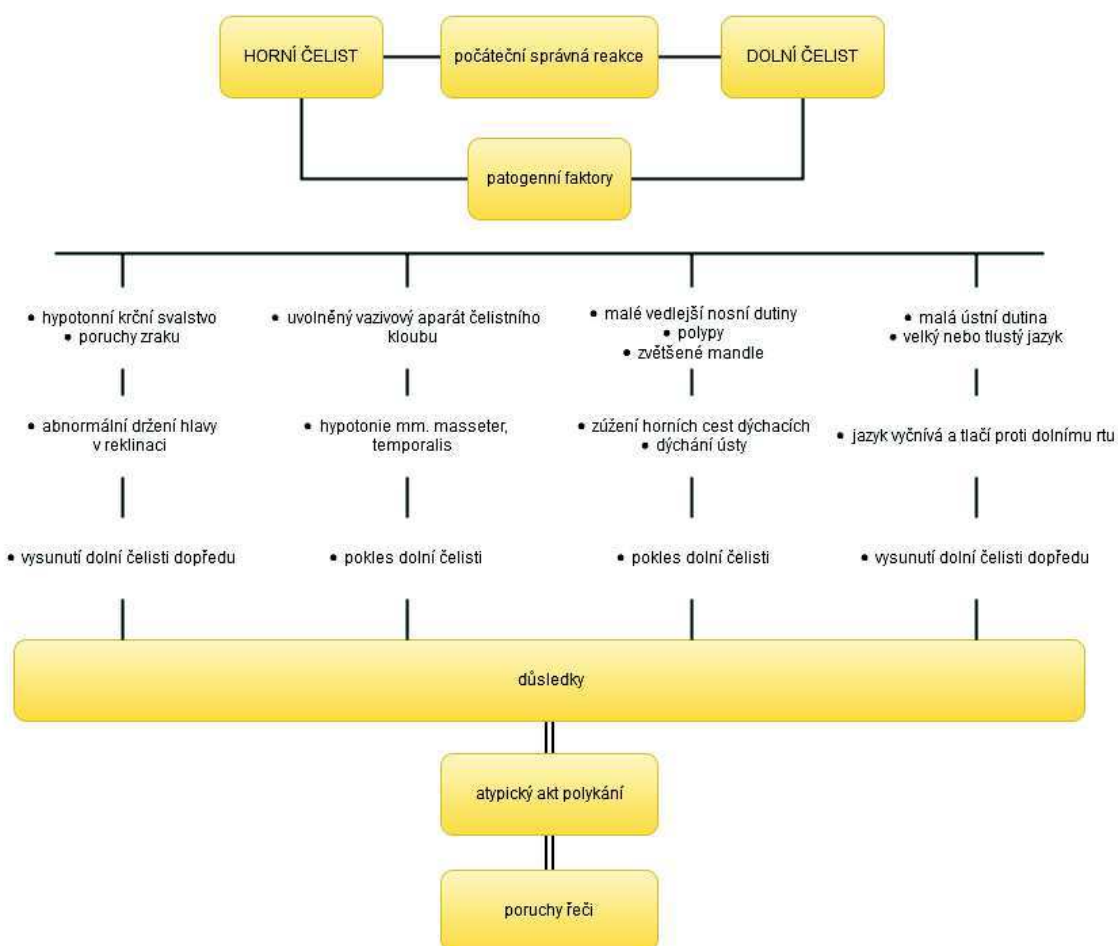 HORNÍ ČELIST
počáteční správná reakce
DOLNÍ ČELIST
patogenní faktory
• hypotonní krční svalstvo
• poruchy zraku
• uvolněný vazivový aparát čelistního
kloubu
• malé vedlejší nosní dutiny
• polypy
• zvětšené mandle
• malá ústní dutina
• velký nebo tlustý jazyk
• abnormální držení hlavy
v reklinaci
• hypotonie mm. masseter,
temporalis
• zúžení horních cest dýchacích
• dýchání ústy
• jazyk vyčnívá a tlačí proti dolnímu rtu
• vysunutí dolní čelisti dopředu
• pokles dolní čelisti
• pokles dolní čelisti
• vysunutí dolní čelisti dopředu
důsledky
atypický akt polykání
poruchy řeči